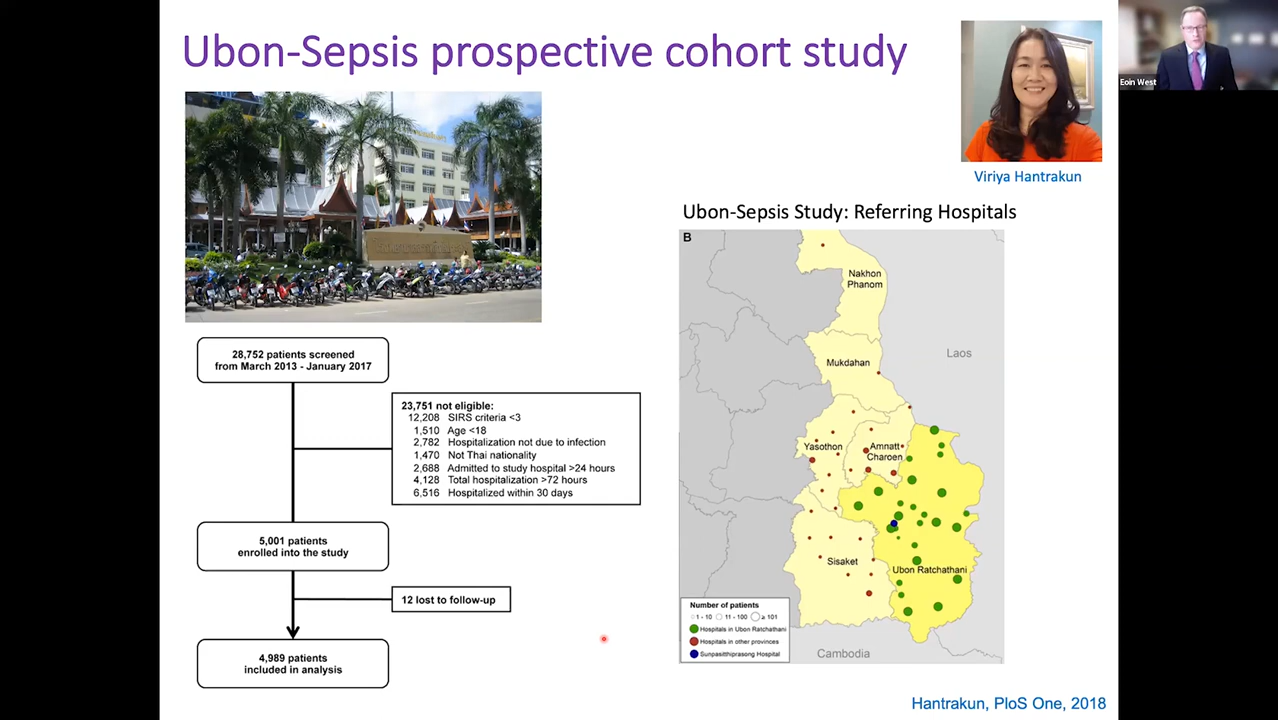 Ubon-Sepsis prospective cohort study
Eoin West
Viriya Hantrakun
Ubon-Sepsis Study: Referring Hospitals
B
Nakhon
Phanom
Laos
Mukdahan
Yasothon
Amnatt
Charoen
Sisaket
Ubon Ratchathani
Cambodia
Number of patients
1 - 10
11 - 100
≥ 101
Hospitals in Ubon Ratchathani
Hospitals in other provinces
Sunpasitthiprasong Hospital
28,752 patients screened
from March 2013 - January 2017
23,751 not eligible:
12,208 SIRS criteria <3
1,510 Age <18
2,782 Hospitalization not due to infection
1,470 Not Thai nationality
2,688 Admitted to study hospital >24 hours
4,128 Total hospitalization >72 hours
6,516 Hospitalized within 30 days
5,001 patients
enrolled into the study
12 lost to follow-up
4,989 patients
included in analysis
Hantrakun, PloS One, 2018